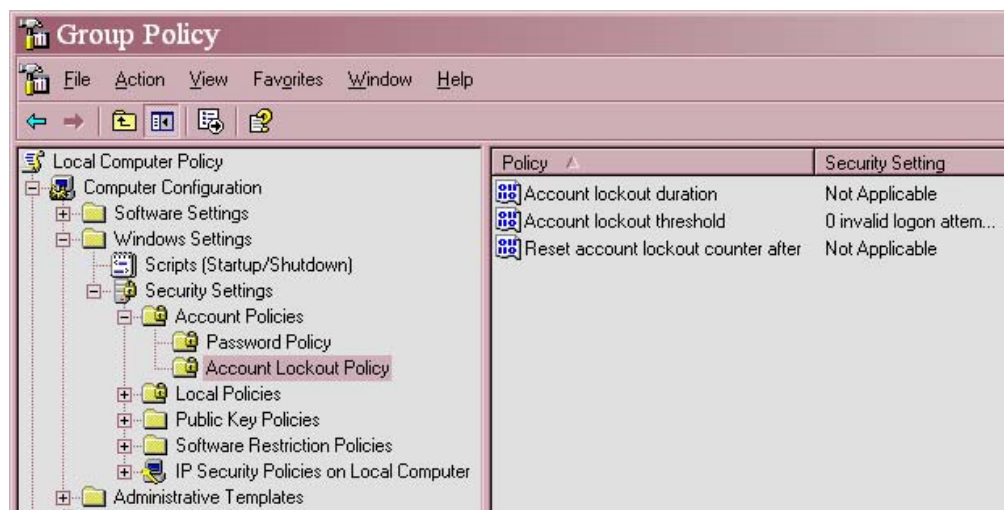 Group Policy
File Action View Favorites Window Help
Local Computer Policy
Computer Configuration
Software Settings
Windows Settings
Scripts (Startup/Shutdown)
Security Settings
Account Policies
Password Policy
Account Lockout Policy
Local Policies
Public Key Policies
Software Restriction Policies
IP Security Policies on Local Computer
Administrative Templates
Policy Security Setting
Account lockout duration Not Applicable
Account lockout threshold 0 invalid logon attem...
Reset account lockout counter after Not Applicable